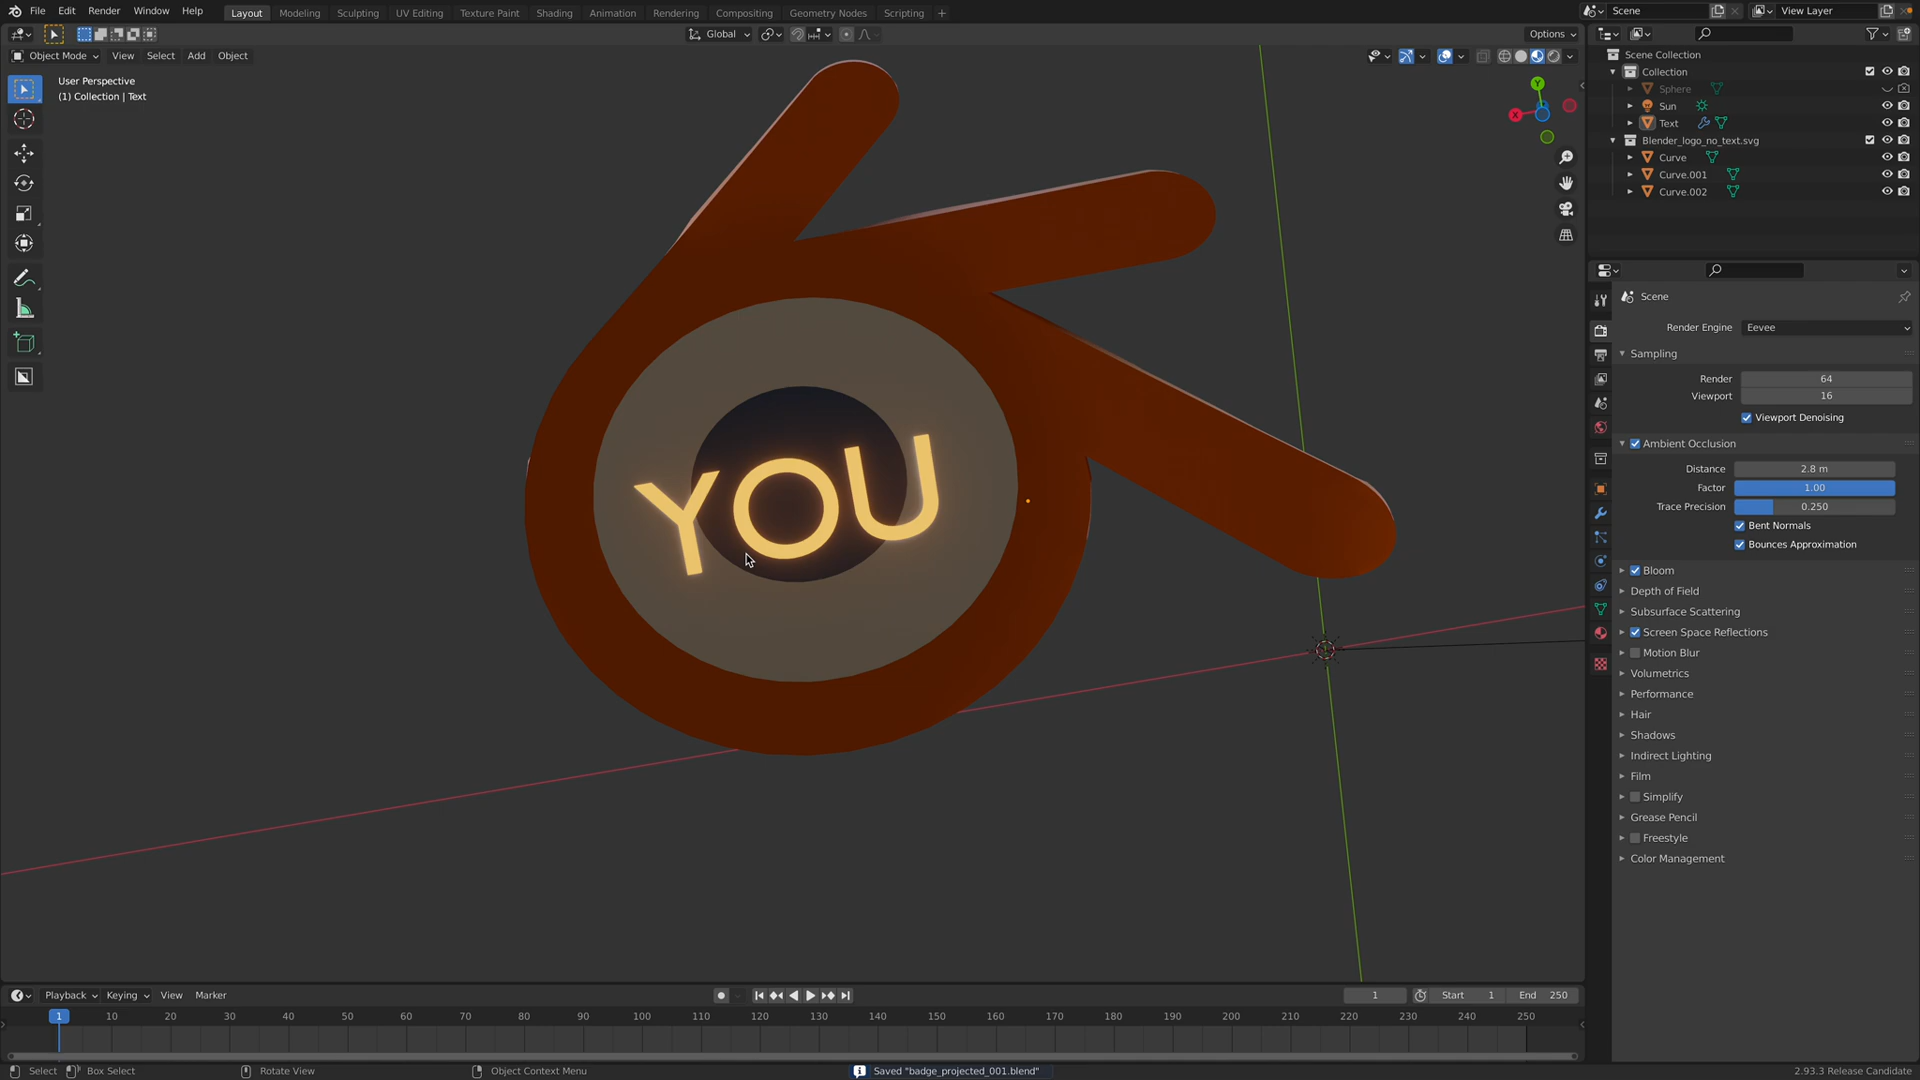 File Edit Render Window Help
Layout Modeling Sculpting UV Editing Texture Paint Shading Animation Rendering Compositing Geometry Nodes Scripting +
Scene
View Layer
Global
Options
Object Mode View Select Add Object
User Perspective
(1) Collection | Text
Y
X
YOU
Scene Collection
Collection
Sphere
Sun
Text
Blender_logo_no_text.svg
Curve
Curve.001
Curve.002
Scene
Render Engine Eevee
Sampling
Render 64
Viewport 16
Viewport Denoising
Ambient Occlusion
Distance 2.8 m
Factor 1.00
Trace Precision 0.250
Bent Normals
Bounces Approximation
Bloom
Depth of Field
Subsurface Scattering
Screen Space Reflections
Motion Blur
Volumetrics
Performance
Hair
Shadows
Indirect Lighting
Film
Simplify
Grease Pencil
Freestyle
Color Management
Playback Keying View Marker
1 Start 1 End 250
1 10 20 30 40 50 60 70 80 90 100 110 120 130 140 150 160 170 180 190 200 210 220 230 240 250
Select Box Select Rotate View Object Context Menu Saved "badge_projected_001.blend" 2.93.3 Release Candidate